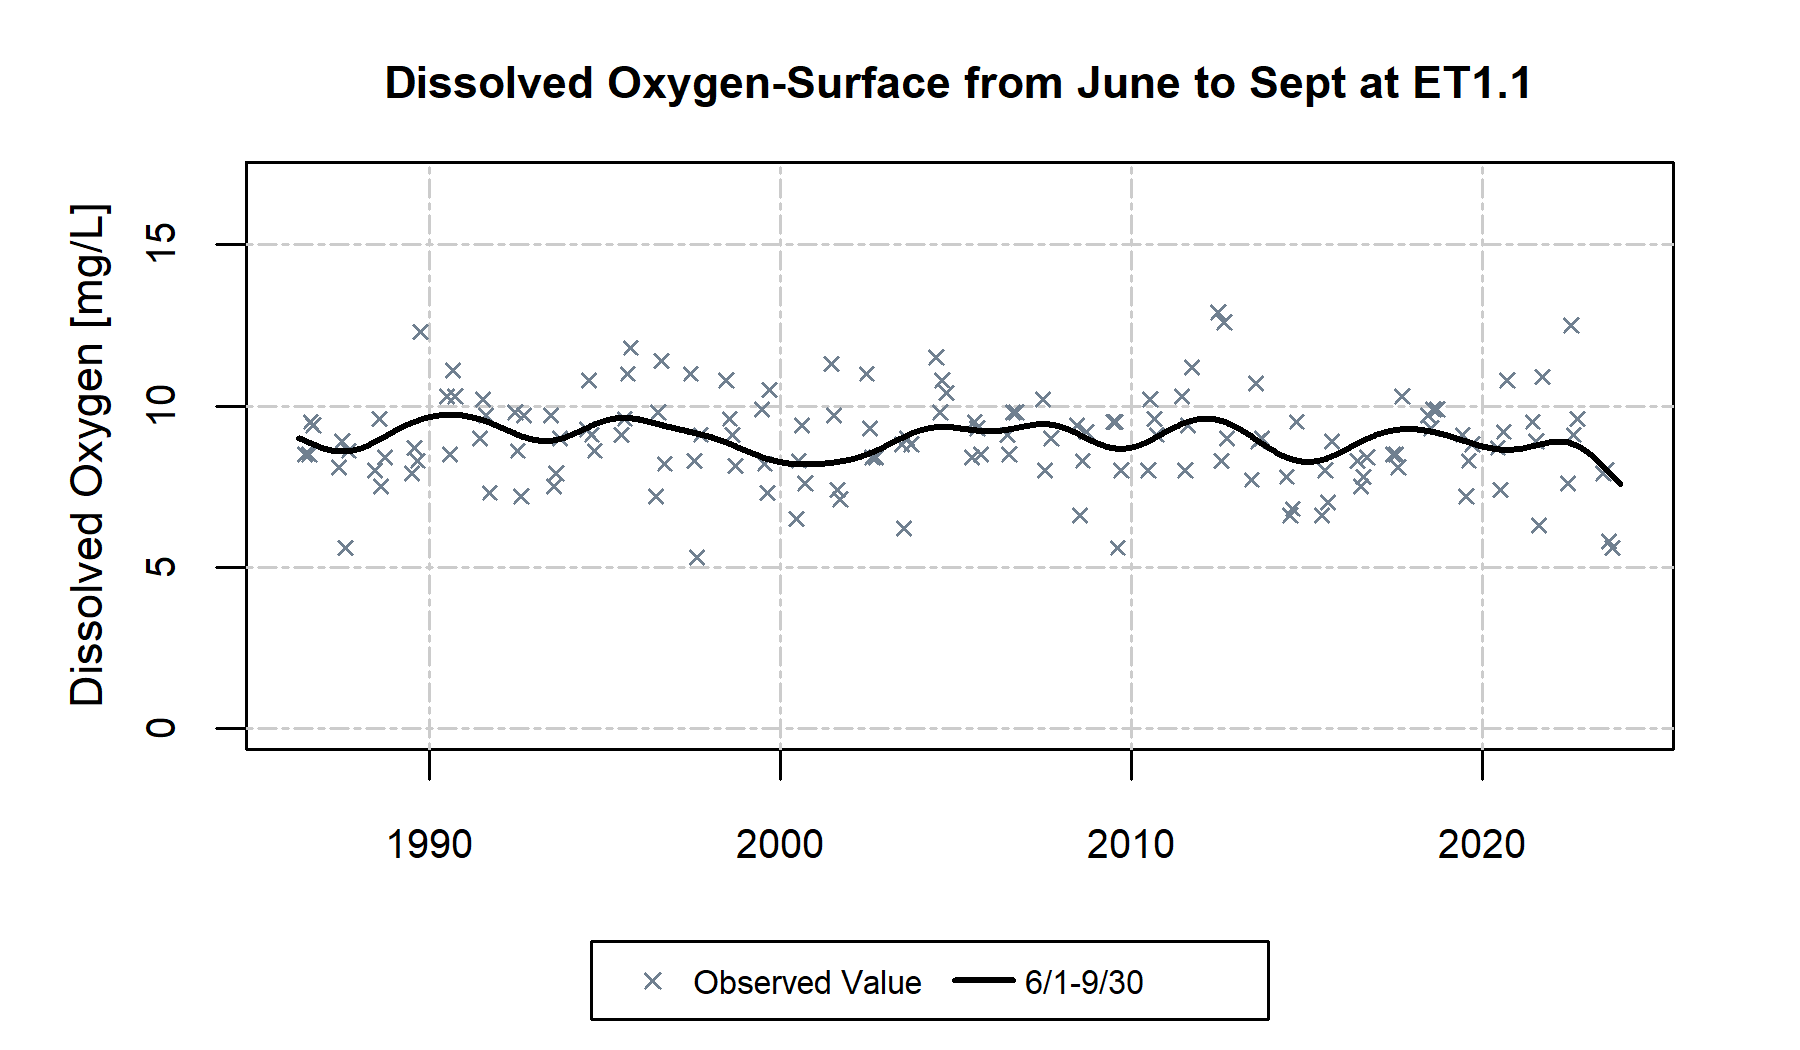 Dissolved Oxygen-Surface from June to Sept at ET1.1
Dissolved Oxygen [mg/L]
15
10
5
0
1990 2000 2010 2020
Observed Value 6/1-9/30